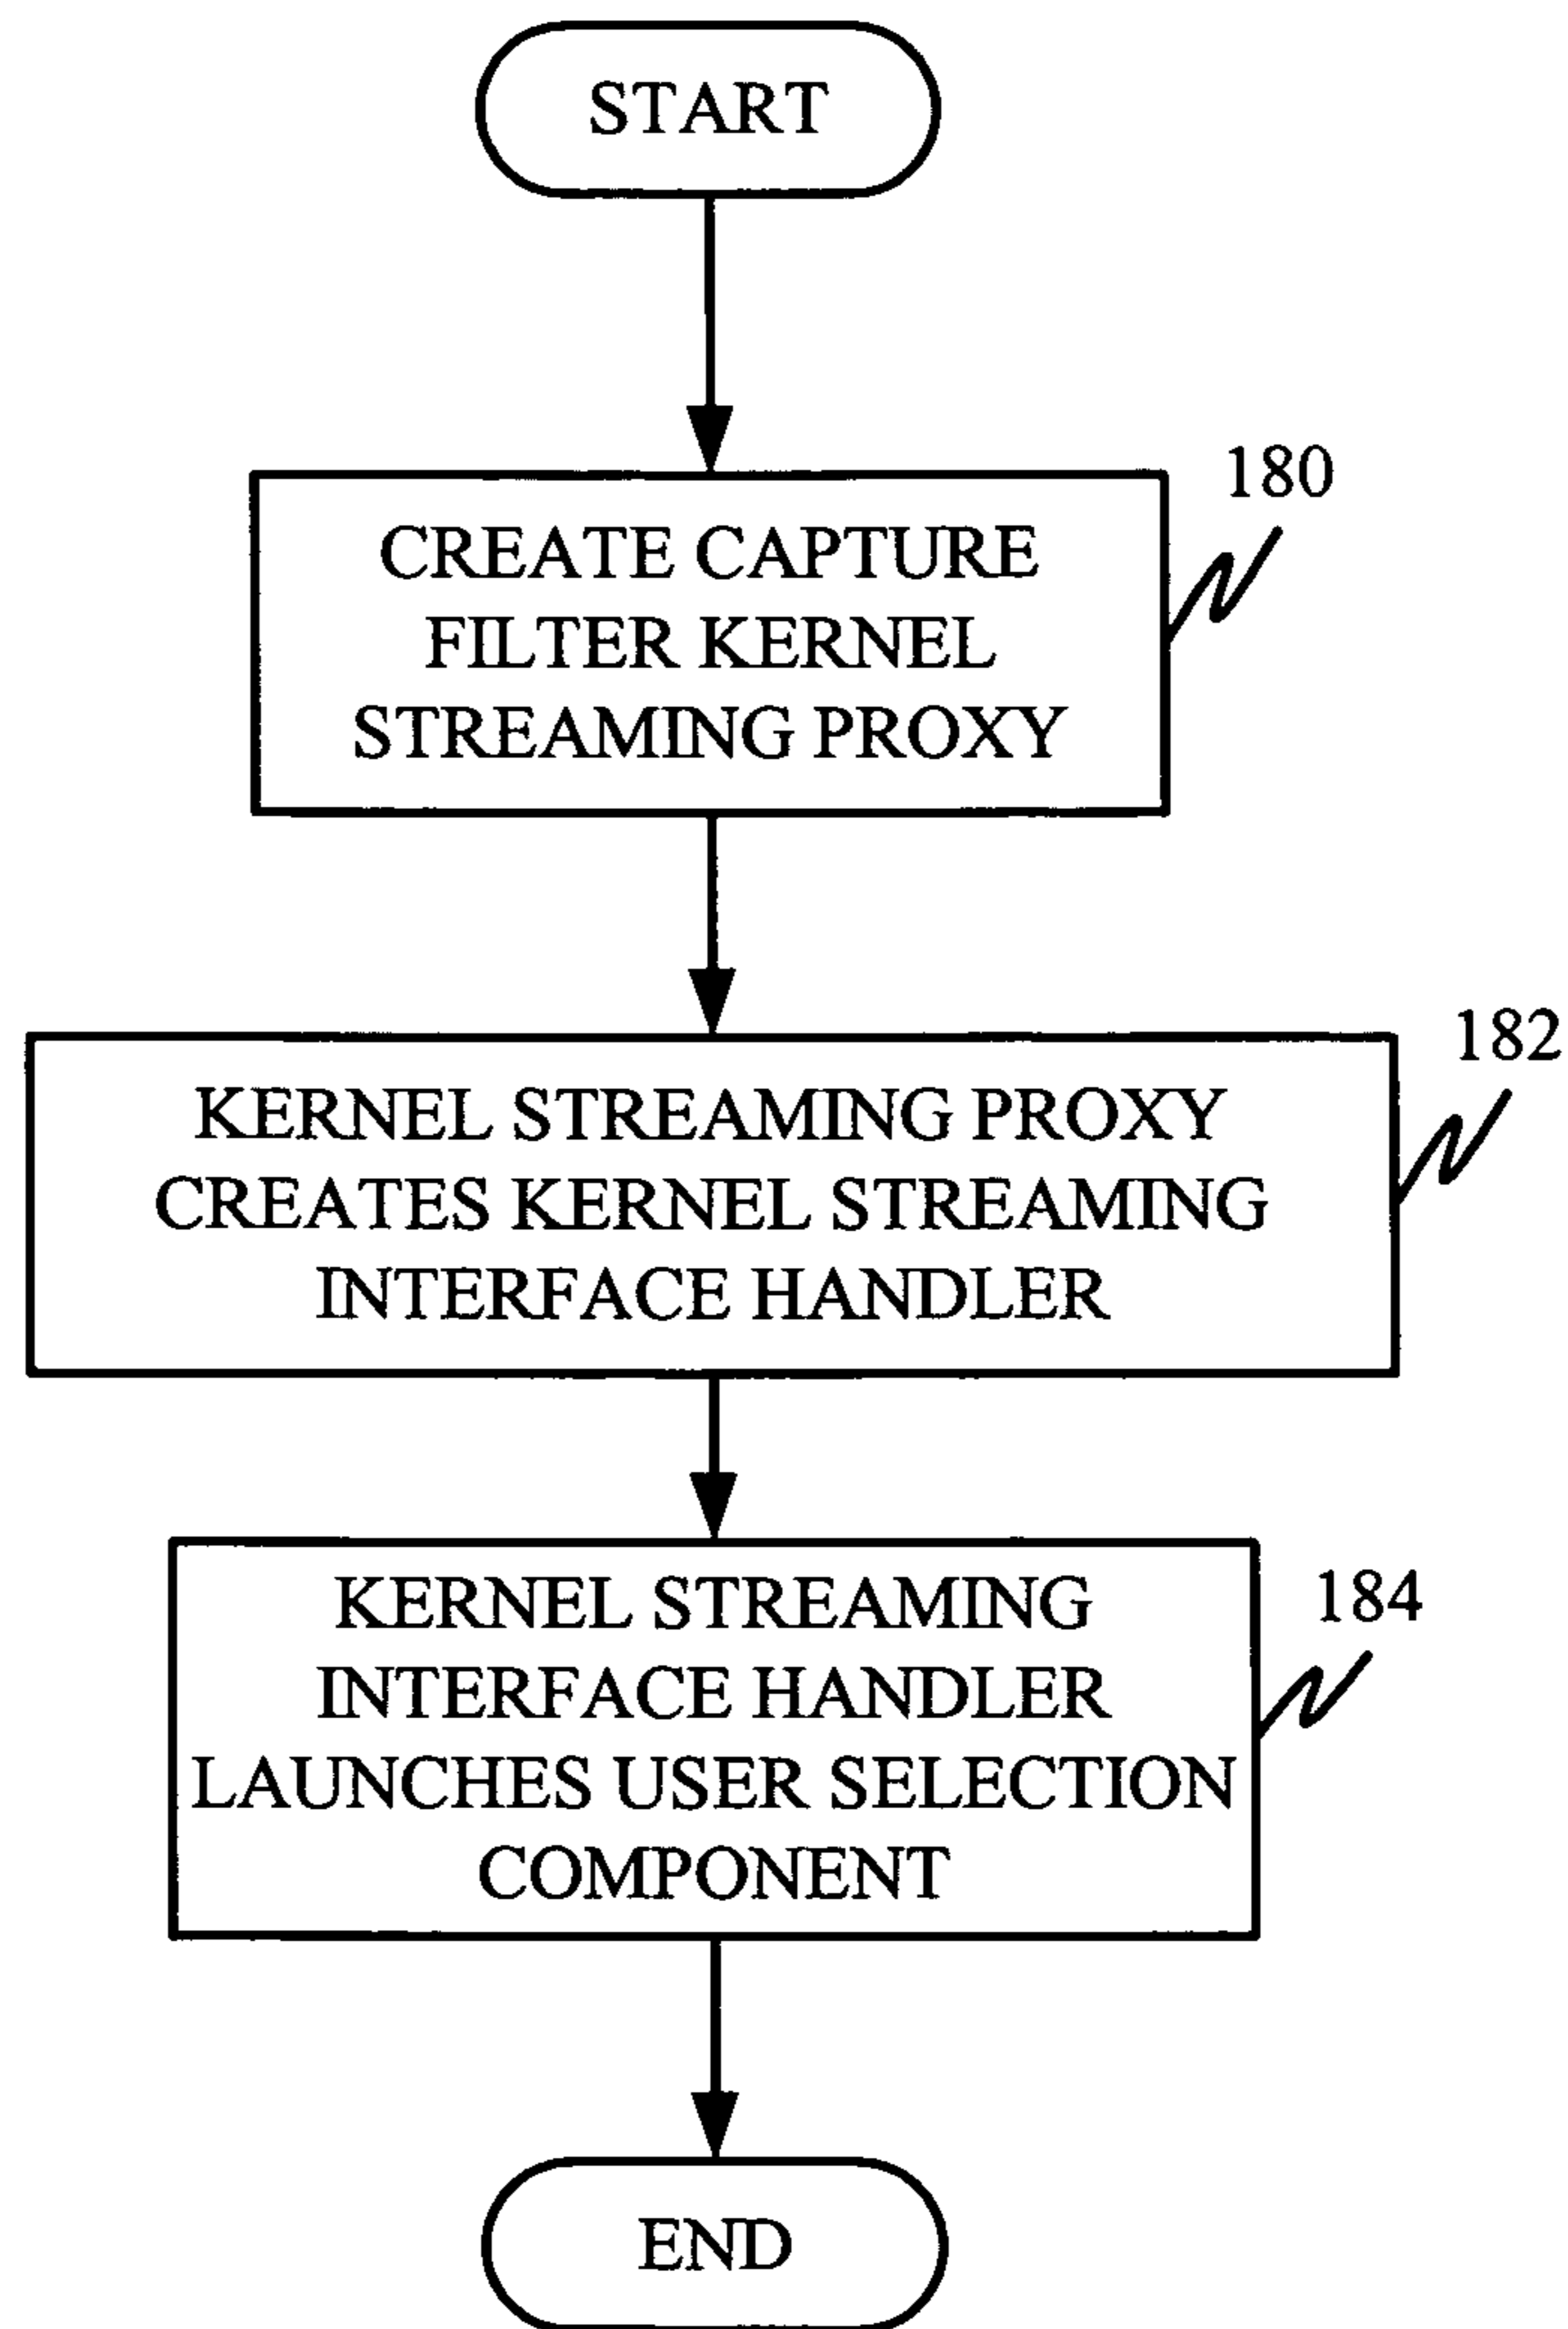 START
180
CREATE CAPTURE
FILTER KERNEL
STREAMING PROXY
182
KERNEL STREAMING PROXY
CREATES KERNEL STREAMING
INTERFACE HANDLER
184
KERNEL STREAMING
INTERFACE HANDLER
LAUNCHES USER SELECTION
COMPONENT
END